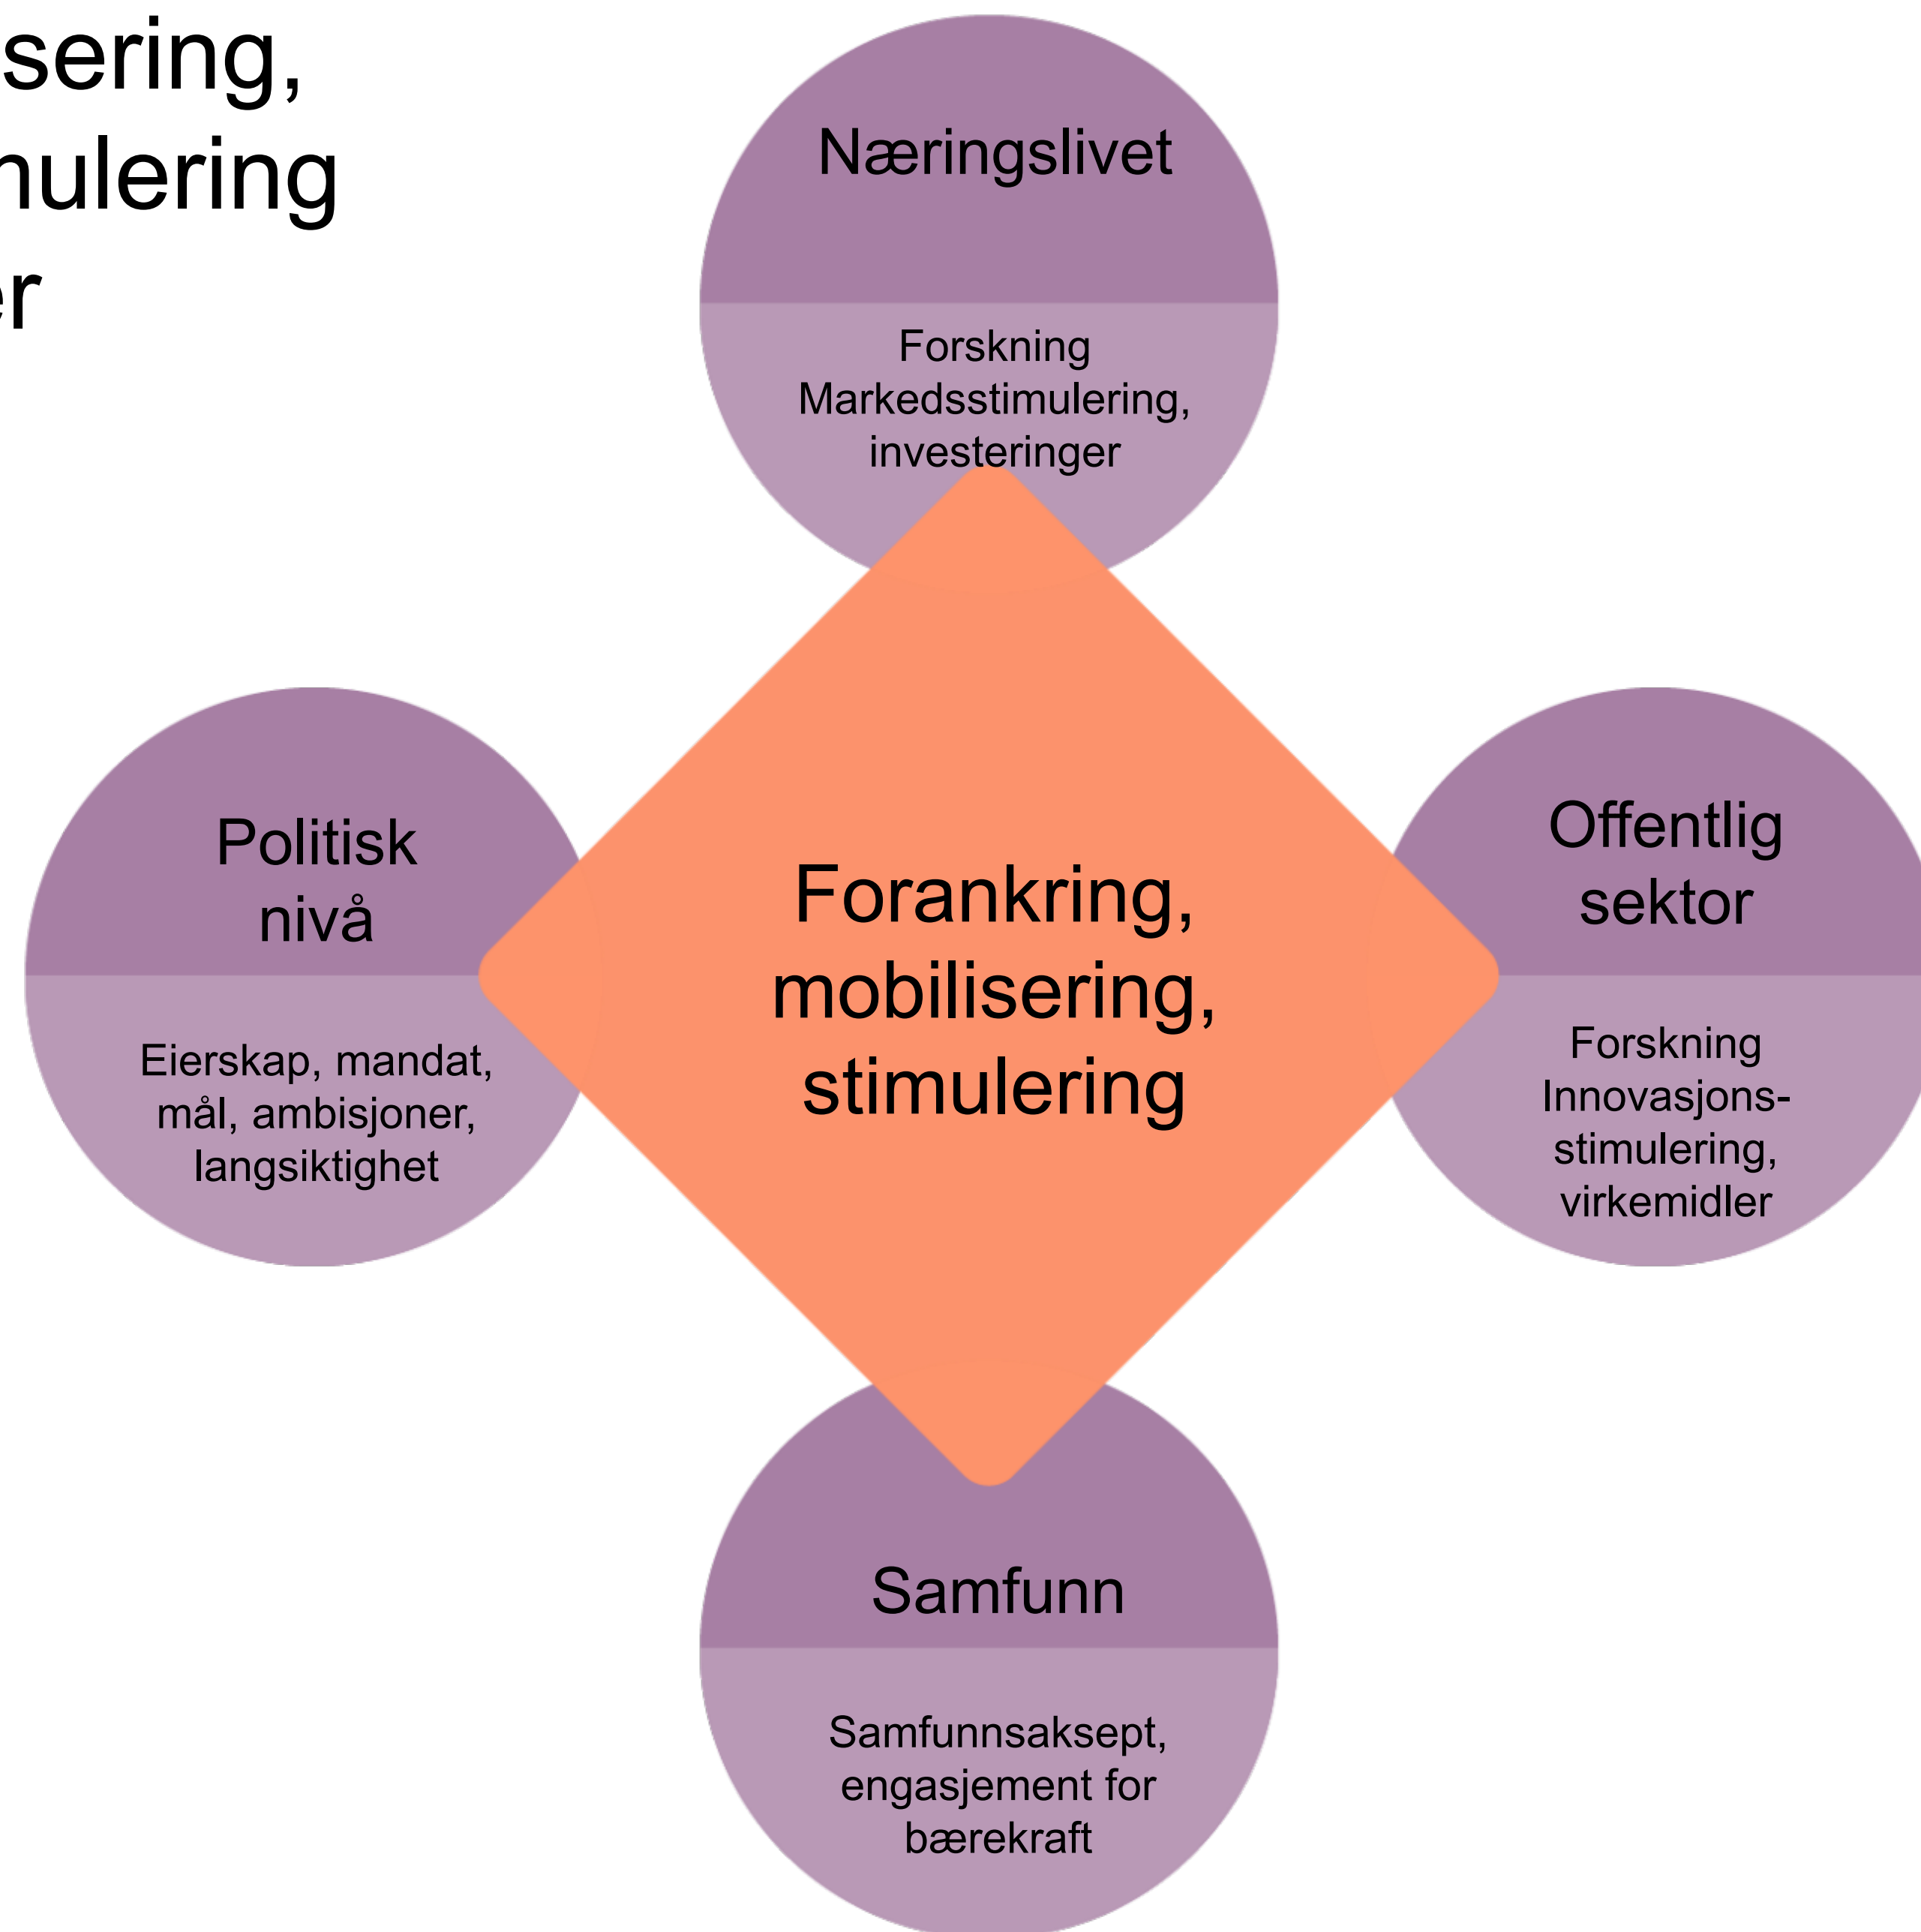 sering,
mulering
er
Næringslivet
Forskning
Markedsstimulering,
investeringer
Politisk
nivå
Eierskap, mandat,
mål, ambisjoner,
langsiktighet
Forankring,
mobilisering,
stimulering
Offentlig
sektor
Forskning
Innovasjons-
stimulering,
virkemidler
Samfunn
Samfunnsaksept,
engasjement for
bærekraft